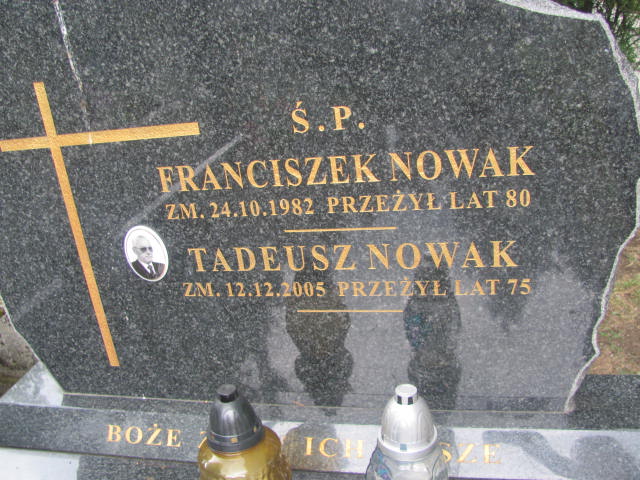 Ś.P.
FRANCISZEK NOWAK
ZM. 24.10.1982 PRZEŻYŁ LAT 80
TADEUSZ NOWAK
ZM. 12.12.2005 PRZEŻYŁ LAT 75
BOŻE ICH